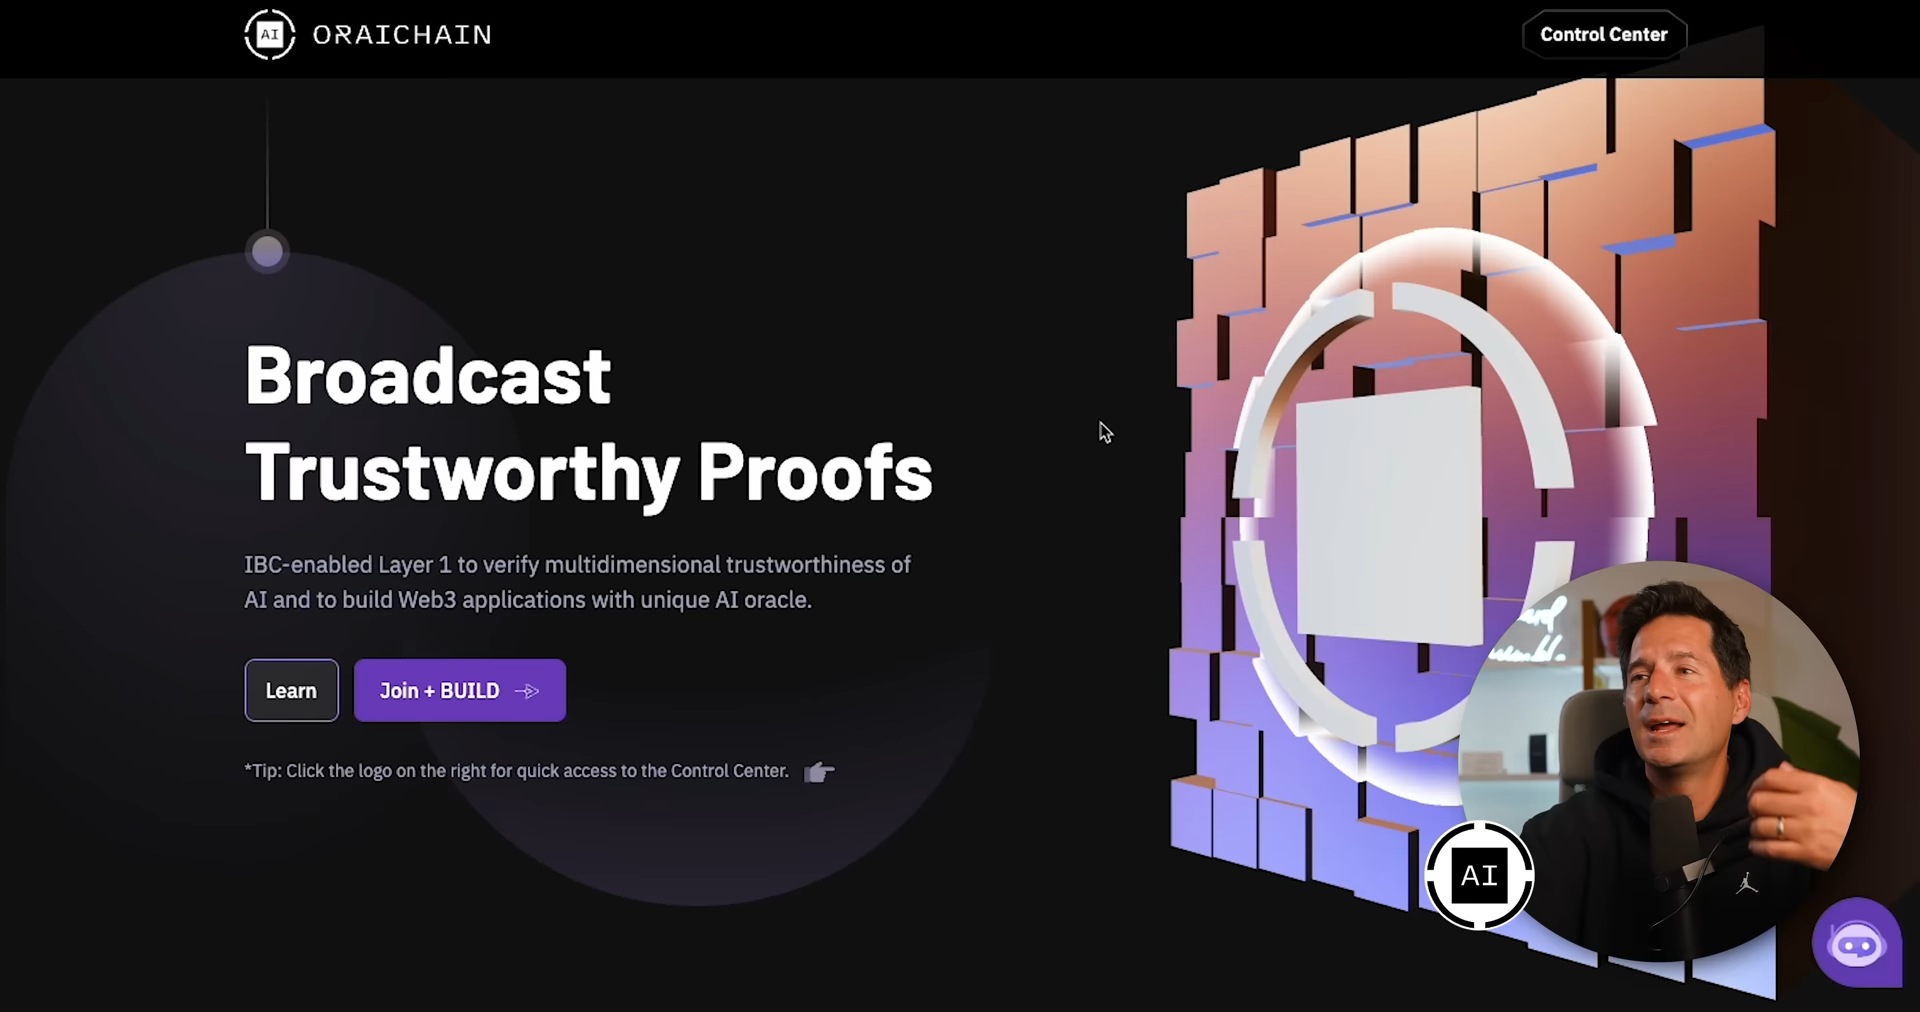 AI ORAICHAIN
Control Center
Broadcast
Trustworthy Proofs
IBC-enabled Layer 1 to verify multidimensional trustworthiness of
AI and to build Web3 applications with unique AI oracle.
Learn
Join + BUILD
*Tip: Click the logo on the right for quick access to the Control Center.
AI